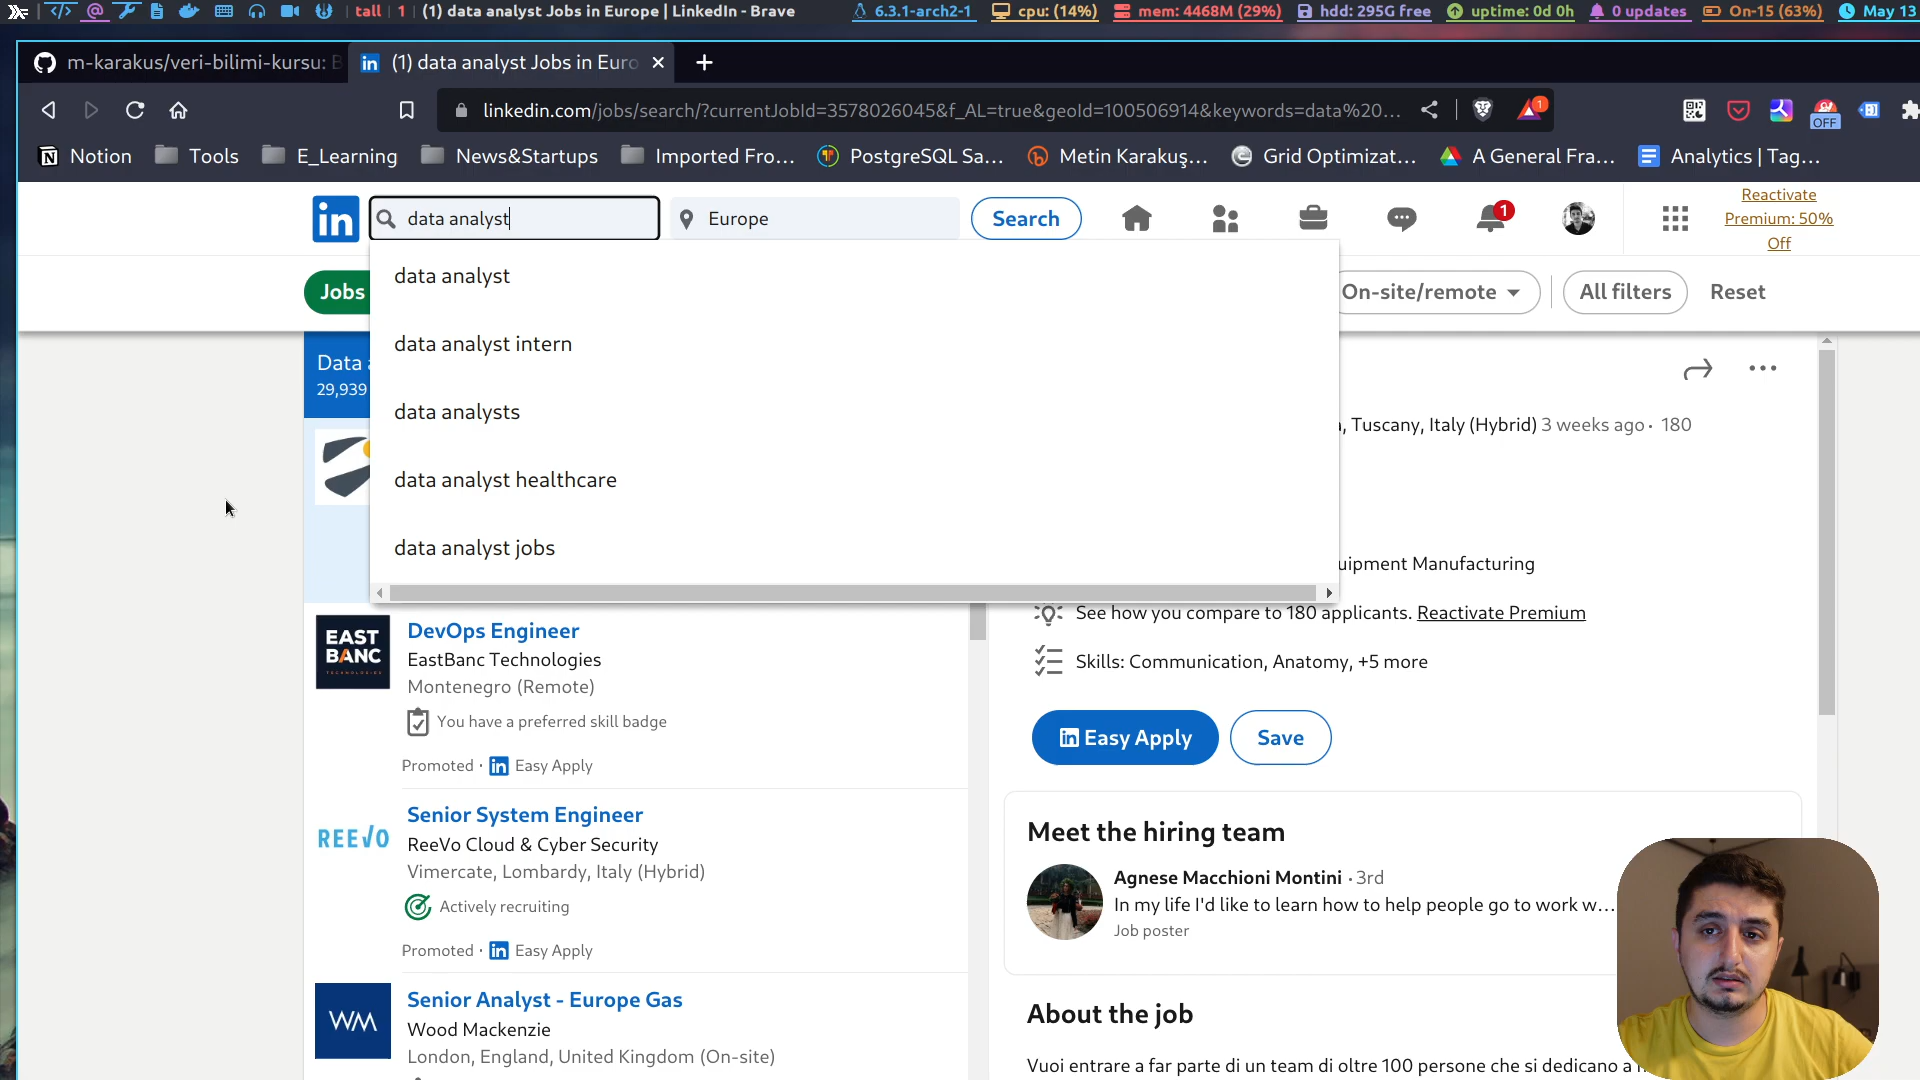 tall | 1 | (1) data analyst Jobs in Europe | LinkedIn - Brave
6.3.1-arch2-1 cpu: (14%) mem: 4468M (29%) hdd: 295G free uptime: 0d 0h 0 updates On-15 (63%) May 13
m-karakus/veri-bilimi-kursu: B
(1) data analyst Jobs in Euro
linkedin.com/jobs/search/?currentJobId=3578026045&f_AL=true&geoId=100506914&keywords=data%20...
1
OFF
Notion Tools E_Learning News&Startups Imported Fro... PostgreSQL Sa... Metin Karakuş... Grid Optimizat... A General Fra... Analytics | Tag...
in data analyst Europe Search 1
Reactivate
Premium: 50%
Off
Jobs On-site/remote All filters Reset
data analyst
data analyst intern
data analysts
data analyst healthcare
data analyst jobs
Data a
29,939
, Tuscany, Italy (Hybrid) 3 weeks ago · 180
uipment Manufacturing
See how you compare to 180 applicants. Reactivate Premium
Skills: Communication, Anatomy, +5 more
in Easy Apply Save
EAST
BANC
TECHNOLOGIES
DevOps Engineer
EastBanc Technologies
Montenegro (Remote)
You have a preferred skill badge
Promoted · in Easy Apply
REEVO
Senior System Engineer
ReeVo Cloud & Cyber Security
Vimercate, Lombardy, Italy (Hybrid)
Actively recruiting
Promoted · in Easy Apply
WM
Senior Analyst - Europe Gas
Wood Mackenzie
London, England, United Kingdom (On-site)
Meet the hiring team
Agnese Macchioni Montini · 3rd
In my life I'd like to learn how to help people go to work w...
Job poster
About the job
Vuoi entrare a far parte di un team di oltre 100 persone che si dedicano a